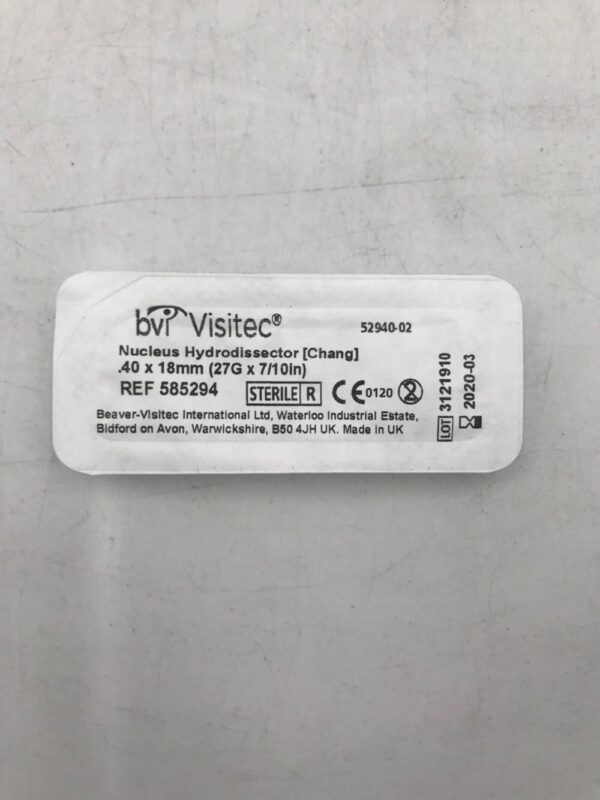 bvi Visitec®
52940-02
Nucleus Hydrodissector [Chang]
.40 x 18mm (27G x 7/10in)
REF 585294 STERILE R CE 0120 2
Beaver-Visitec International Ltd, Waterloo Industrial Estate,
Bidford on Avon, Warwickshire, B50 4JH UK. Made in UK
LOT 3121910
2020-03